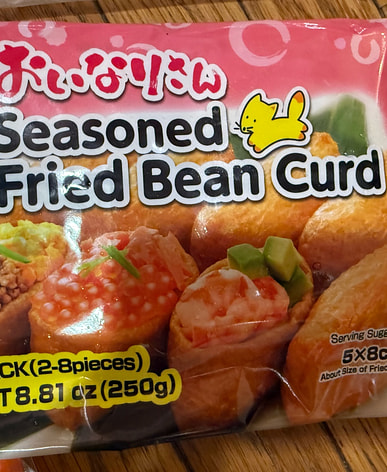 おいなりさん
Seasoned
Fried Bean Curd
CK(2-8pieces)
T 8.81 oz (250g)
Serving Sugg
5×8c
About Size of Fried